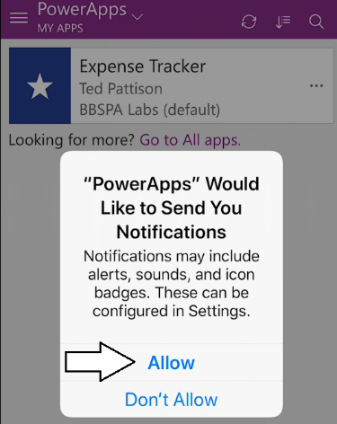 PowerApps
MY APPS
Expense Tracker
Ted Pattison
BBSPA Labs (default)
Looking for more? Go to All apps.
“PowerApps” Would
Like to Send You
Notifications
Notifications may include
alerts, sounds, and icon
badges. These can be
configured in Settings.
Allow
Don’t Allow